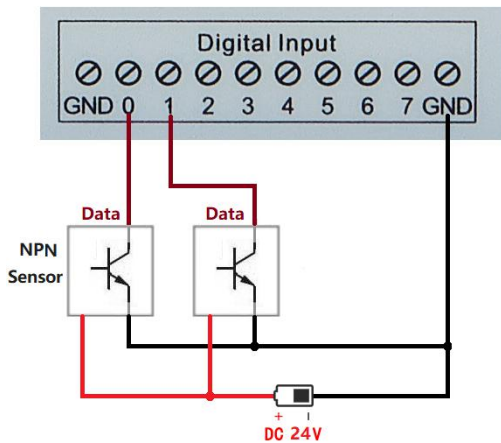 Digital Input
GND 0 1 2 3 4 5 6 7 GND
Data
Data
NPN
Sensor
+ -
DC 24V